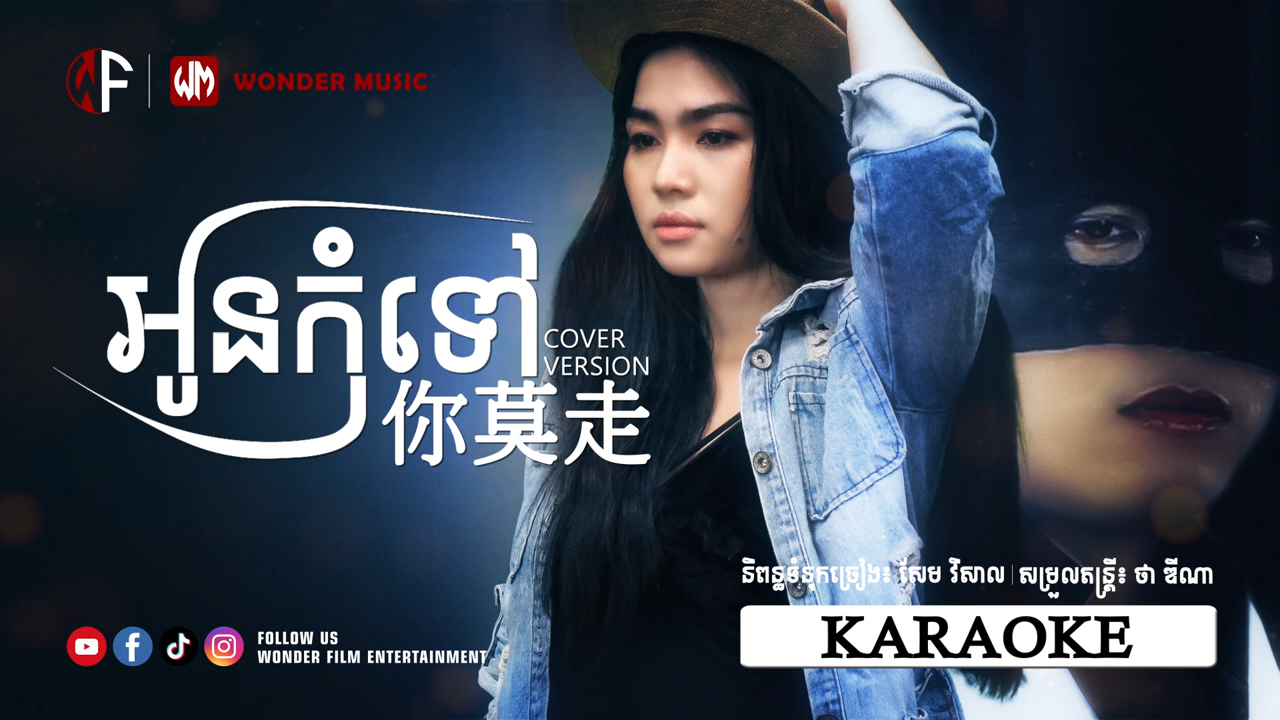 WF
WM WONDER MUSIC
អូនកុំទៅ
COVER
VERSION
你莫走
និពន្ធទំនុកច្រៀង៖ សែម វិសាល | សម្រួលតន្ត្រី៖ ថា ឌីណា
KARAOKE
FOLLOW US
WONDER FILM ENTERTAINMENT